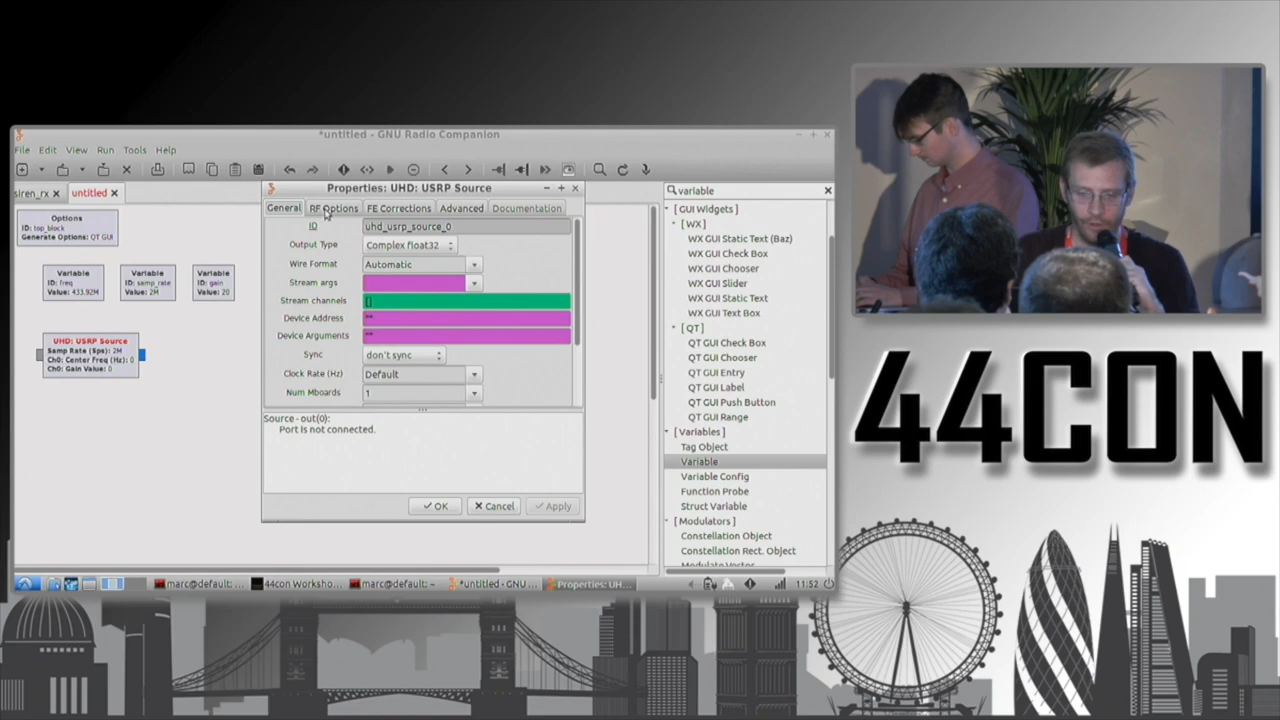 *untitled - GNU Radio Companion
File Edit View Run Tools Help
siren_rx
untitled
Options
ID: top_block
Generate Options: QT GUI
Variable
ID: freq
Value: 433.92M
Variable
ID: samp_rate
Value: 2M
Variable
ID: gain
Value: 20
UHD: USRP Source
Samp Rate (Sps): 2M
Ch0: Center Freq (Hz): 0
Ch0: Gain Value: 0
Properties: UHD: USRP Source
General RF Options FE Corrections Advanced Documentation
ID uhd_usrp_source_0
Output Type Complex float32
Wire Format Automatic
Stream args
Stream channels []
Device Address ""
Device Arguments ""
Sync don't sync
Clock Rate (Hz) Default
Num Mboards 1
Source - out(0):
Port is not connected.
OK Cancel Apply
variable
[ GUI Widgets ]
[ WX ]
WX GUI Static Text (Baz)
WX GUI Check Box
WX GUI Chooser
WX GUI Slider
WX GUI Static Text
WX GUI Text Box
[ QT ]
QT GUI Check Box
QT GUI Chooser
QT GUI Entry
QT GUI Label
QT GUI Push Button
QT GUI Range
[ Variables ]
Tag Object
Variable
Variable Config
Function Probe
Struct Variable
[ Modulators ]
Constellation Object
Constellation Rect. Object
marc@default: ...
44con Worksho...
marc@default: ~
*untitled - GNU ...
Properties: UH...
11:52
44CON